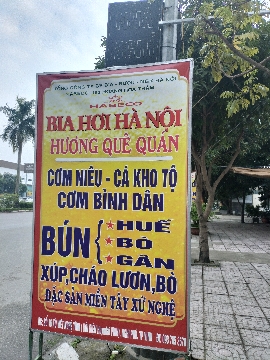 HABECO
BIA HƠI HÀ NỘI
HƯƠNG QUÊ QUÁN
CƠM NIÊU - CÁ KHO TỘ
CƠM BÌNH DÂN
BÚN
HUẾ
BÒ
GÂN
XÚP, CHÁO LƯƠN, BÒ
ĐẶC SẢN MIỀN TÂY XỨ NGHỆ